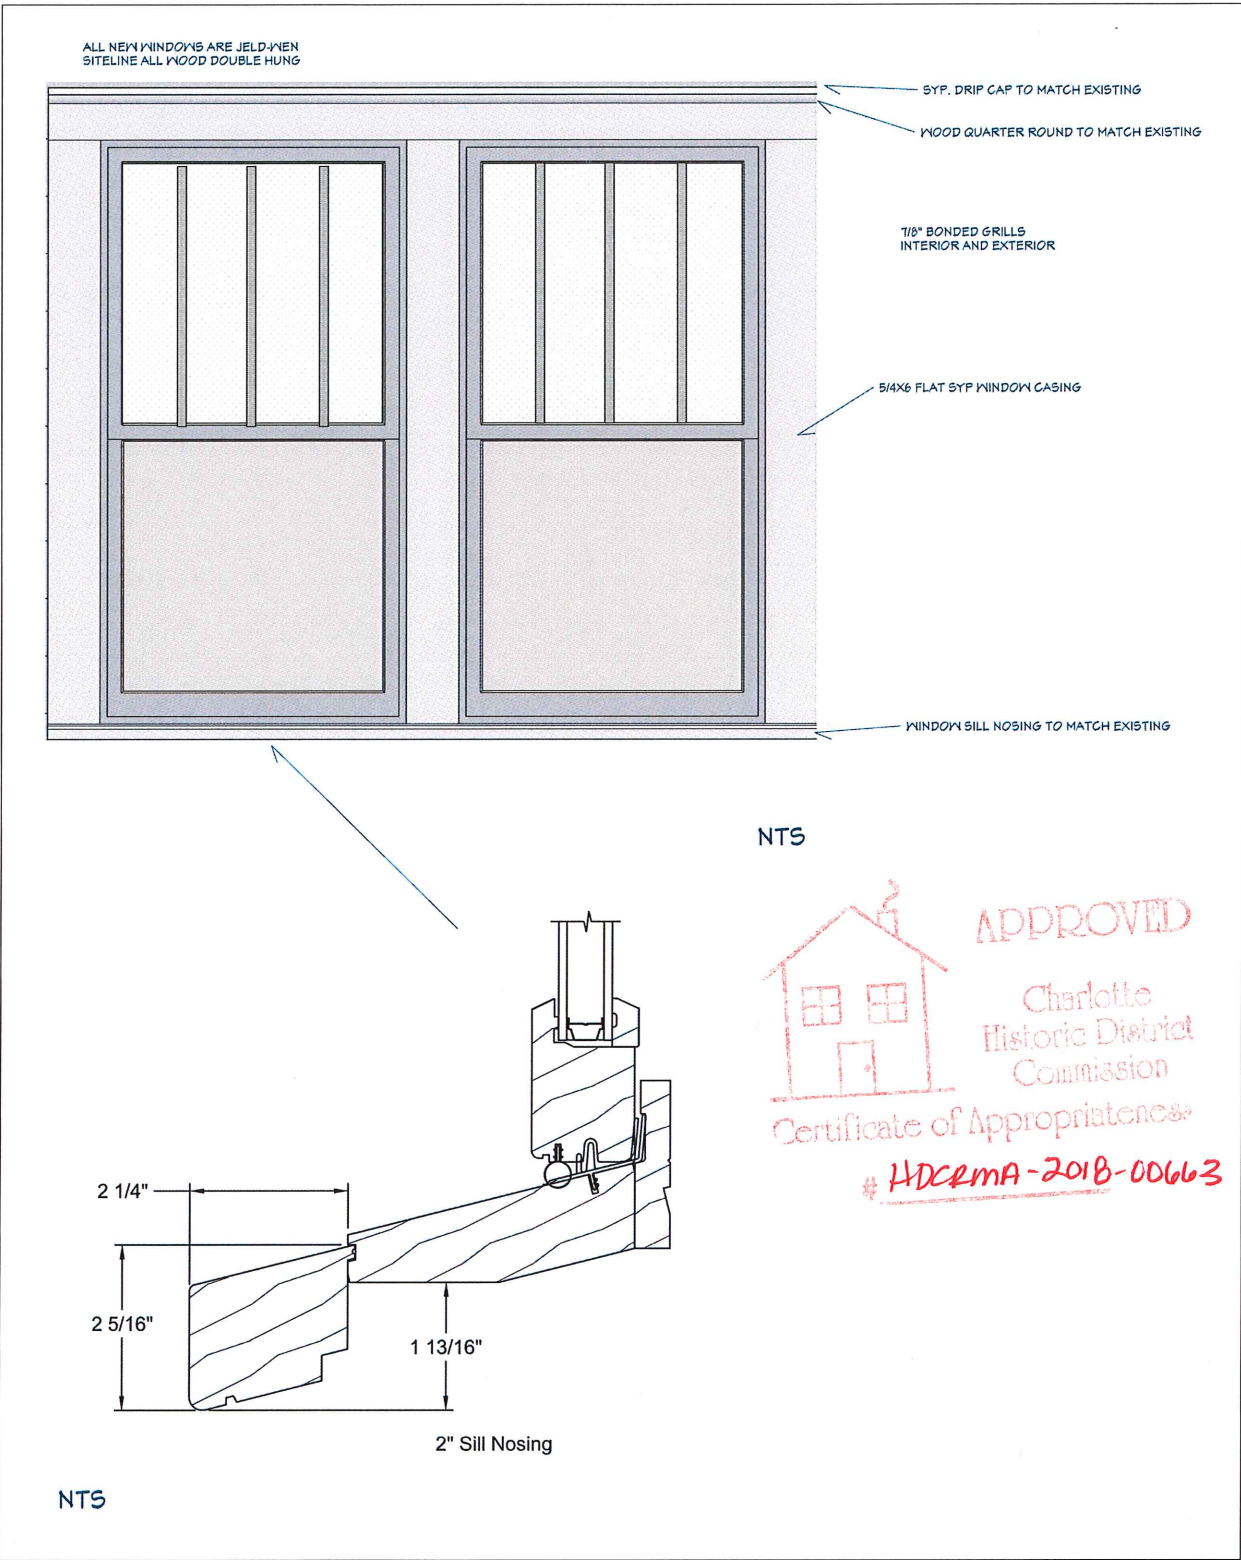 ALL NEW WINDOWS ARE JELD-WEN
SITELINE ALL WOOD DOUBLE HUNG
SYP. DRIP CAP TO MATCH EXISTING
WOOD QUARTER ROUND TO MATCH EXISTING
7/8" BONDED GRILLS
INTERIOR AND EXTERIOR
5/4X6 FLAT SYP WINDOW CASING
WINDOW SILL NOSING TO MATCH EXISTING
NTS
APPROVED
Charlotte
Historic District
Commission
Certificate of Appropriateness
# HDCRMA-2018-00663
2 1/4"
2 5/16"
1 13/16"
2" Sill Nosing
NTS